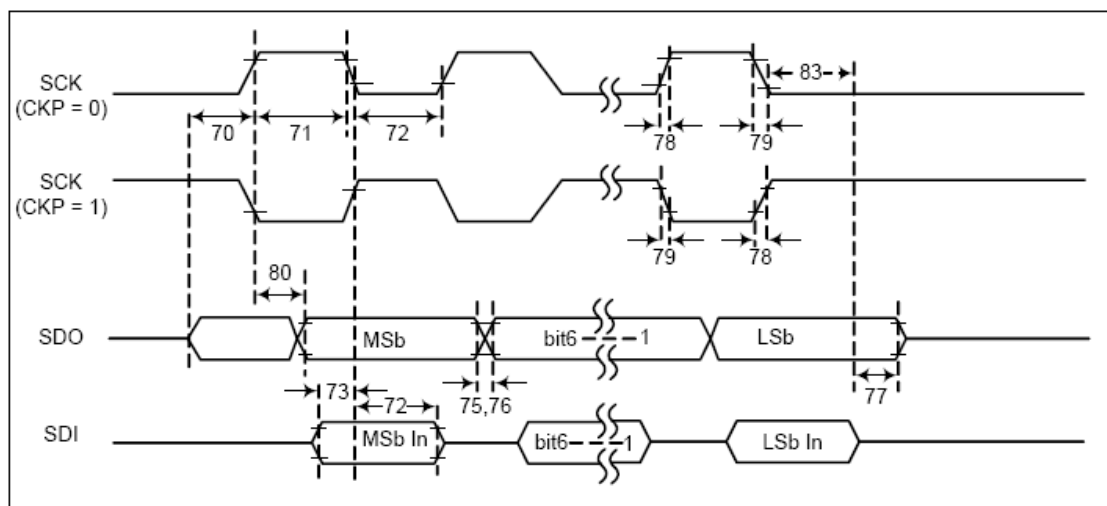 SCK
(CKP = 0)
70
71
72
78
79
83
SCK
(CKP = 1)
79
78
80
SDO
MSb
bit6
1
LSb
73
72
75,76
77
SDI
MSb In
bit6
1
LSb In